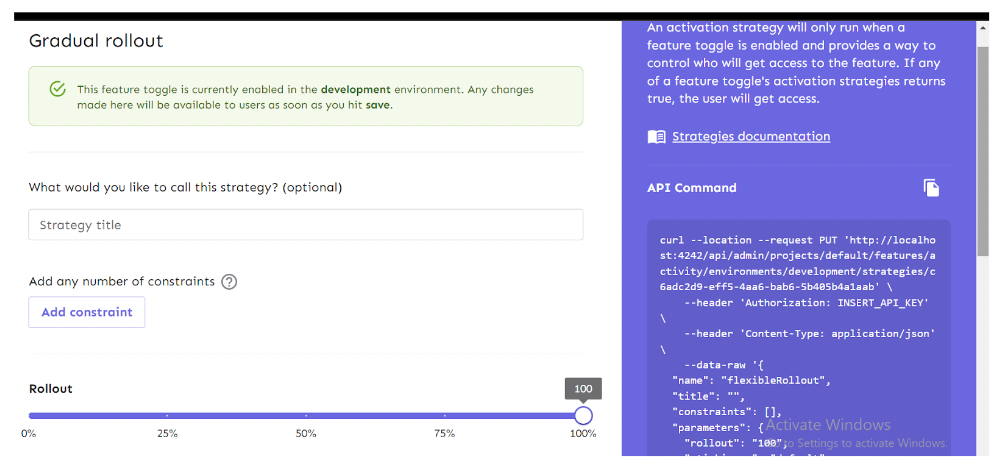 Gradual rollout
This feature toggle is currently enabled in the development environment. Any changes
made here will be available to users as soon as you hit save.
What would you like to call this strategy? (optional)
Strategy title
Add any number of constraints ?
Add constraint
Rollout
100
0% 25% 50% 75% 100%
An activation strategy will only run when a
feature toggle is enabled and provides a way to
control who will get access to the feature. If any
of a feature toggle's activation strategies returns
true, the user will get access.
Strategies documentation
API Command
curl --location --request PUT 'http://localho
st:4242/api/admin/projects/default/features/a
ctivity/environments/development/strategies/c
6adc2d9-eff5-4aa6-bab6-5b405b4a1aab' \
--header 'Authorization: INSERT_API_KEY'
\
--header 'Content-Type: application/json'
\
--data-raw '{
"name": "flexibleRollout",
"title": "",
"constraints": [],
"parameters": {
"rollout": "100",
Activate Windows
to Settings to activate Windows.